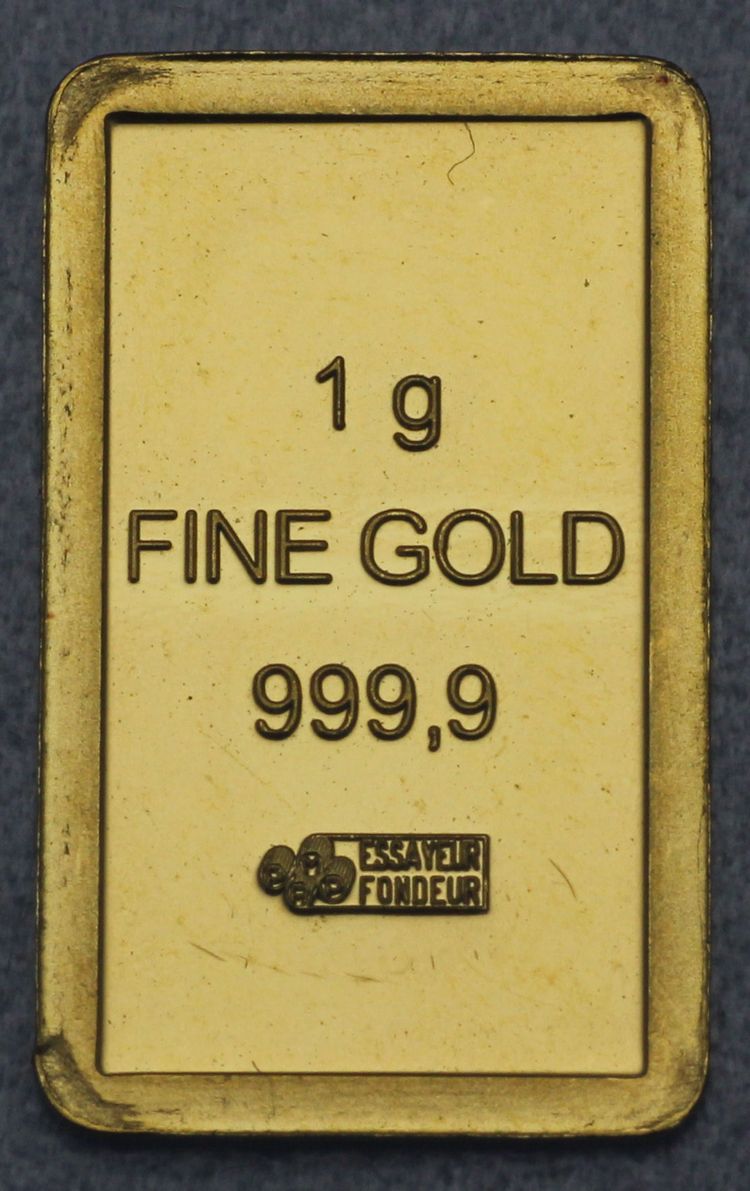 1 g
FINE GOLD
999,9
ESSAYEUR
FONDEUR